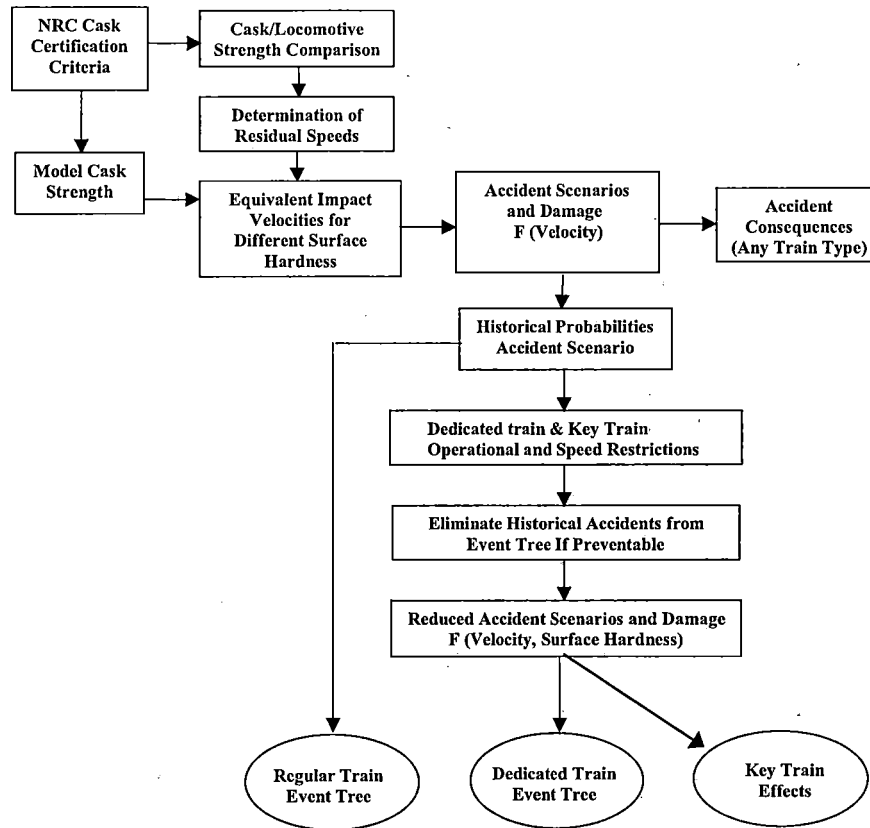 NRC Cask
Certification
Criteria
Cask/Locomotive
Strength Comparison
Determination of
Residual Speeds
Model Cask
Strength
Equivalent Impact
Velocities for
Different Surface
Hardness
Accident Scenarios
and Damage
F (Velocity)
Accident
Consequences
(Any Train Type)
Historical Probabilities
Accident Scenario
Dedicated train & Key Train
Operational and Speed Restrictions
Eliminate Historical Accidents from
Event Tree If Preventable
Reduced Accident Scenarios and Damage
F (Velocity, Surface Hardness)
Regular Train
Event Tree
Dedicated Train
Event Tree
Key Train
Effects